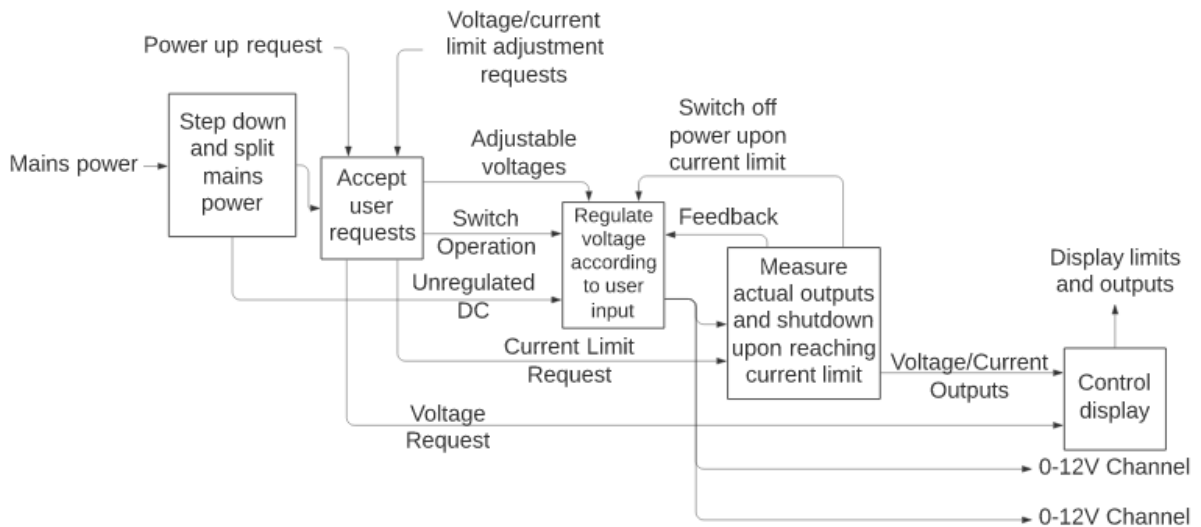 Voltage/current
limit adjustment
requests
Power up request
Step down
and split
mains
power
Mains power
Accept
user
requests
Adjustable
voltages
Switch off
power upon
current limit
Switch
Operation
Regulate
voltage
according
to user
input
Feedback
Unregulated
DC
Measure
actual outputs
and shutdown
upon reaching
current limit
Display limits
and outputs
Current Limit
Request
Voltage/Current
Outputs
Control
display
Voltage
Request
0-12V Channel
0-12V Channel